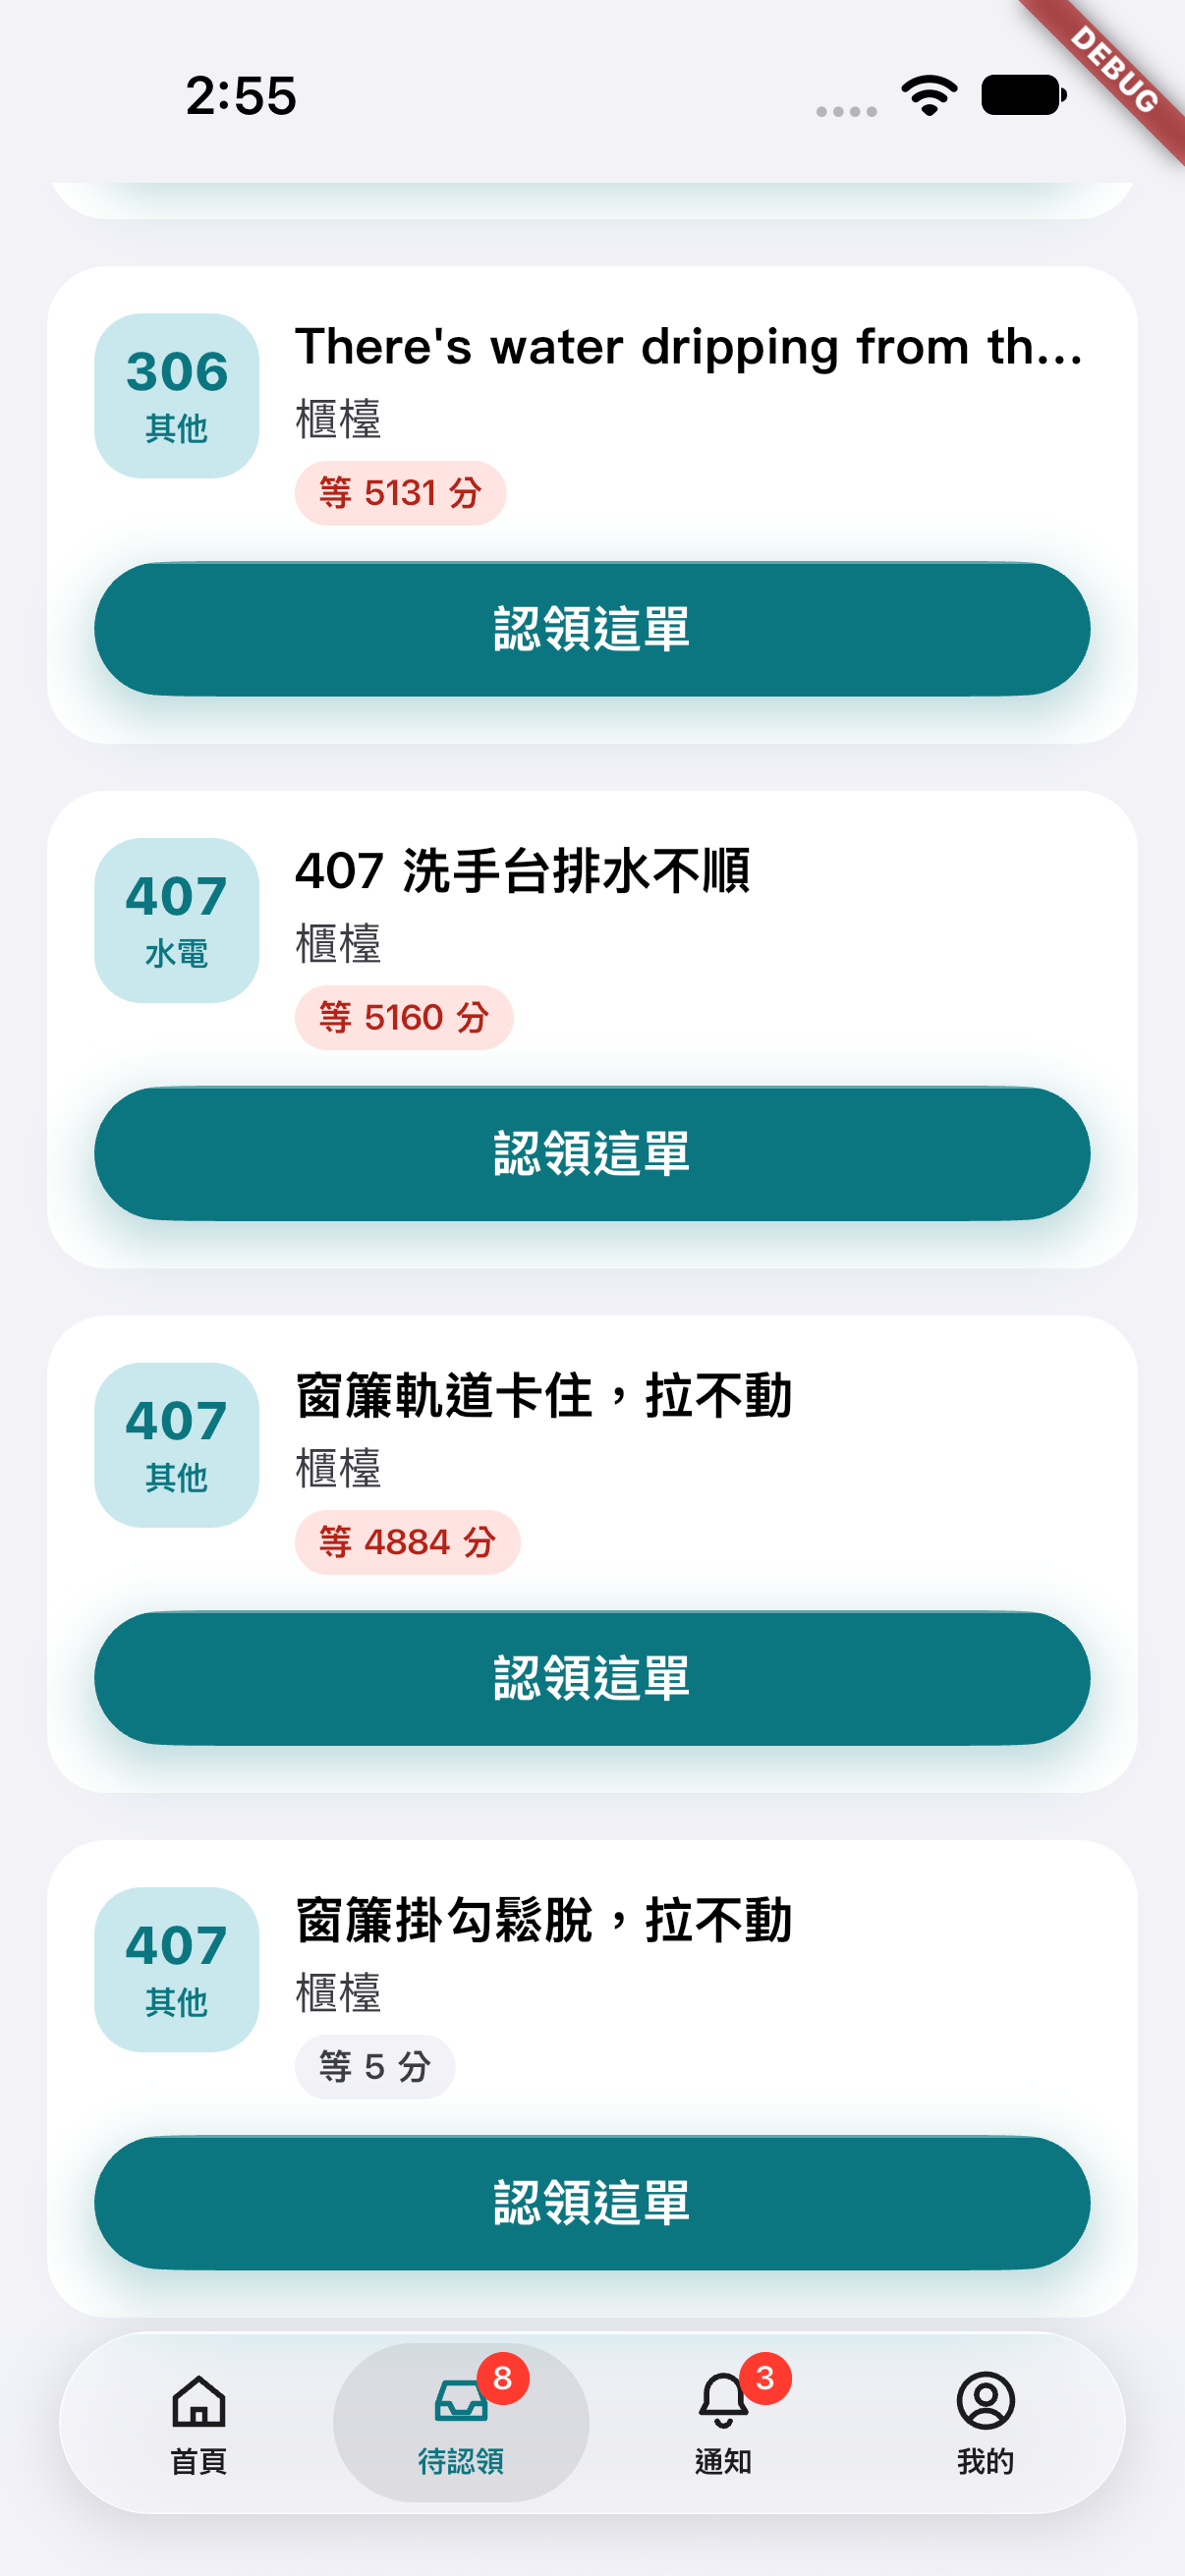 2:55
DEBUG
306
其他
There's water dripping from th...
櫃檯
等 5131 分
認領這單
407
水電
407 洗手台排水不順
櫃檯
等 5160 分
認領這單
407
其他
窗簾軌道卡住，拉不動
櫃檯
等 4884 分
認領這單
407
其他
窗簾掛勾鬆脫，拉不動
櫃檯
等 5 分
認領這單
8
3
首頁
待認領
通知
我的